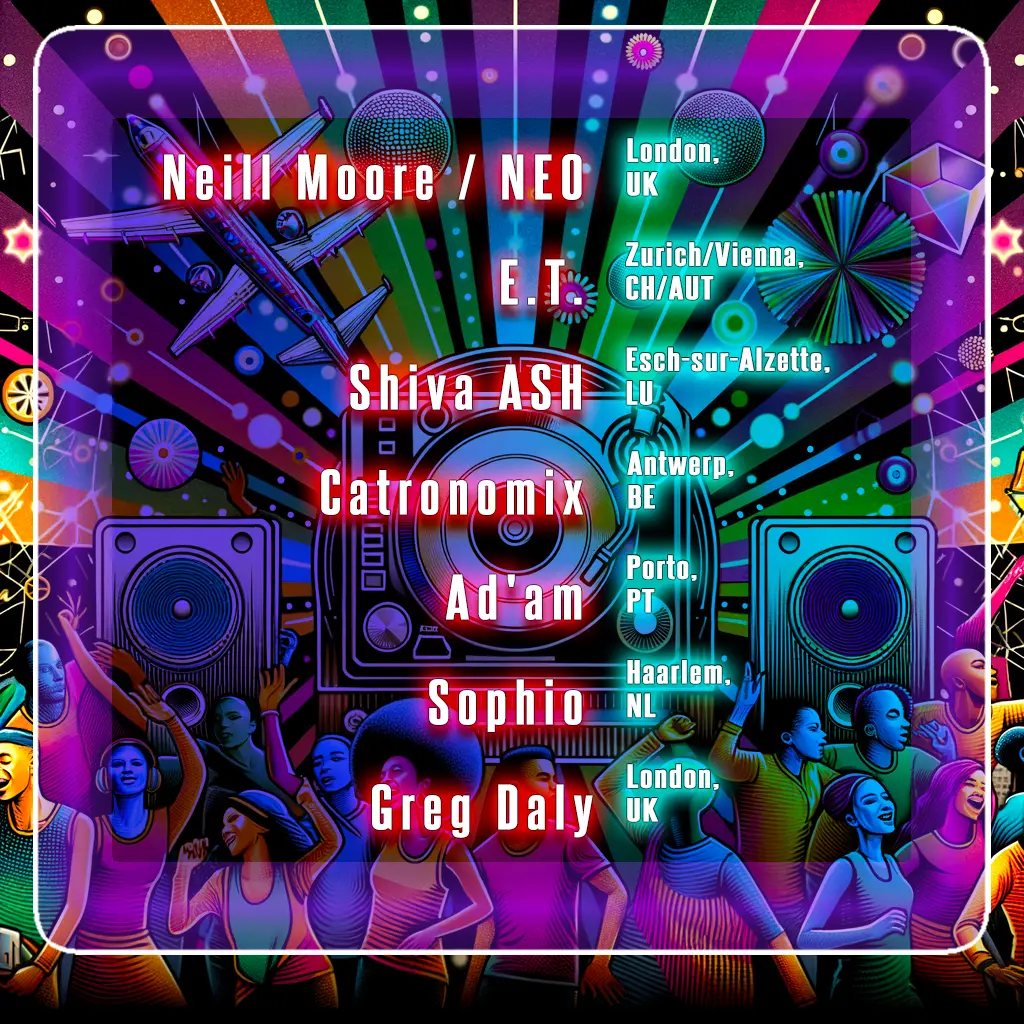 Neill Moore / NEO
London,
UK
E.T.
Zurich/Vienna,
CH/AUT
Shiva ASH
Esch-sur-Alzette,
LU
Catronomix
Antwerp,
BE
Ad'am
Porto,
PT
Sophio
Haarlem,
NL
Greg Daly
London,
UK